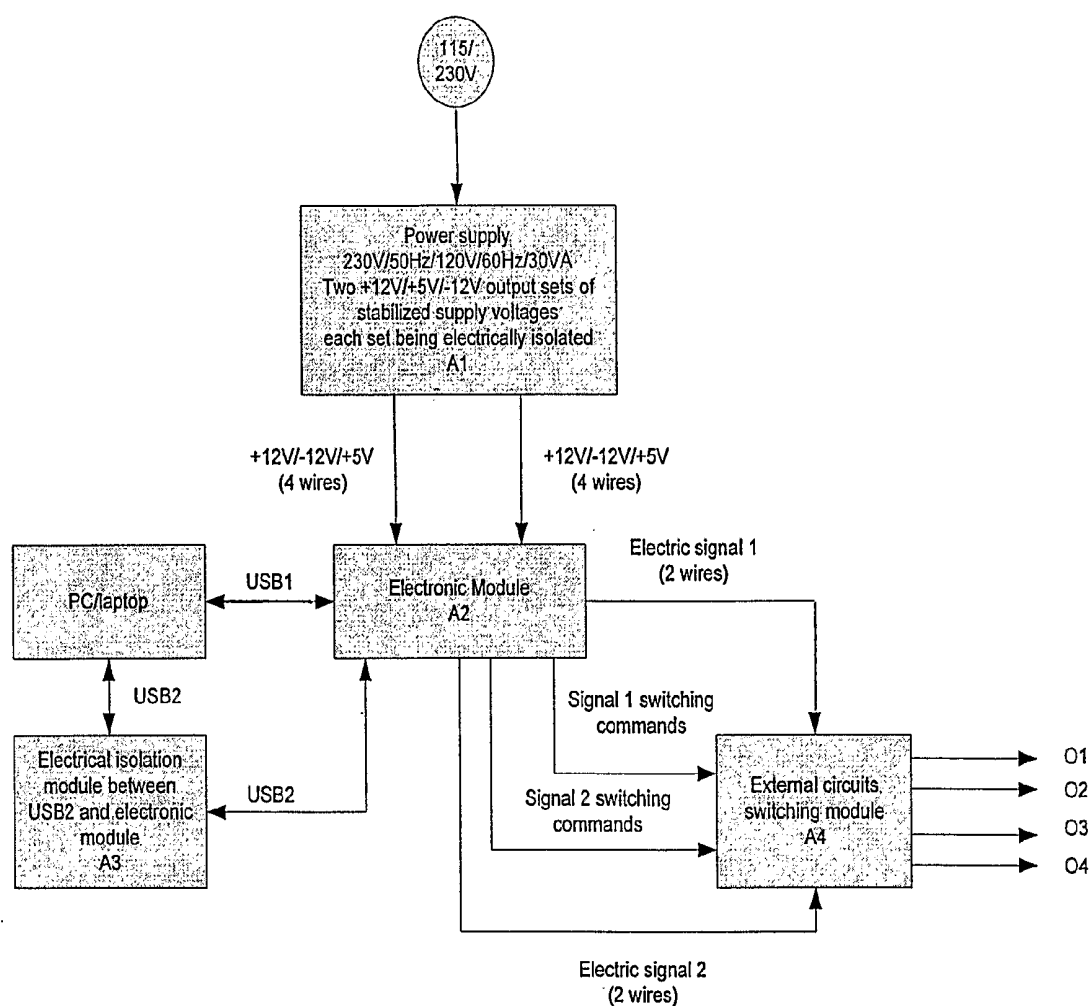 115/
230V
Power supply
230V/50Hz/120V/60Hz/30VA
Two +12V/+5V/-12V output sets of
stabilized supply voltages
each set being electrically isolated
A1
+12V/-12V/+5V
(4 wires)
+12V/-12V/+5V
(4 wires)
Electric signal 1
(2 wires)
PC/laptop
USB1
Electronic Module
A2
USB2
Signal 1 switching
commands
Electrical isolation
module between
USB2 and electronic
module
A3
USB2
Signal 2 switching
commands
External circuits
switching module
A4
O1
O2
O3
O4
Electric signal 2
(2 wires)